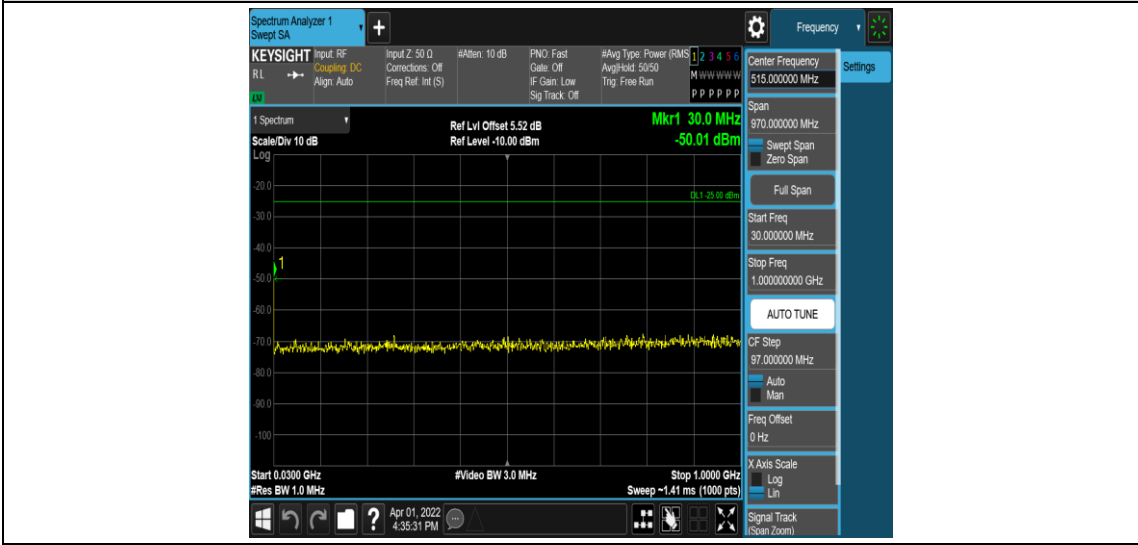 Spectrum Analyzer 1
Swept SA
+
Frequency
KEYSIGHT Input: RF Input Z: 50 Ω #Atten: 10 dB PNO: Fast #Avg Type: Power (RMS 1 2 3 4 5 6
RL Coupling: DC Corrections: Off Gate: Off Avg|Hold: 50/50 M W W W W W
Align: Auto Freq Ref: Int (S) IF Gain: Low Trig: Free Run
Sig Track: Off P P P P P P
LXI
1 Spectrum
Scale/Div 10 dB
Ref Lvl Offset 5.52 dB
Ref Level -10.00 dBm
Mkr1 30.0 MHz
-50.01 dBm
Log
-20.0
DL1 -25.00 dBm
-30.0
-40.0
1
-50.0
-60.0
-70.0
-80.0
-90.0
-100
Start 0.0300 GHz #Video BW 3.0 MHz Stop 1.0000 GHz
#Res BW 1.0 MHz Sweep ~1.41 ms (1000 pts)
?
Apr 01, 2022
4:35:31 PM
Center Frequency
515.000000 MHz
Settings
Span
970.000000 MHz
Swept Span
Zero Span
Full Span
Start Freq
30.000000 MHz
Stop Freq
1.000000000 GHz
AUTO TUNE
CF Step
97.000000 MHz
Auto
Man
Freq Offset
0 Hz
X Axis Scale
Log
Lin
Signal Track
(Span Zoom)